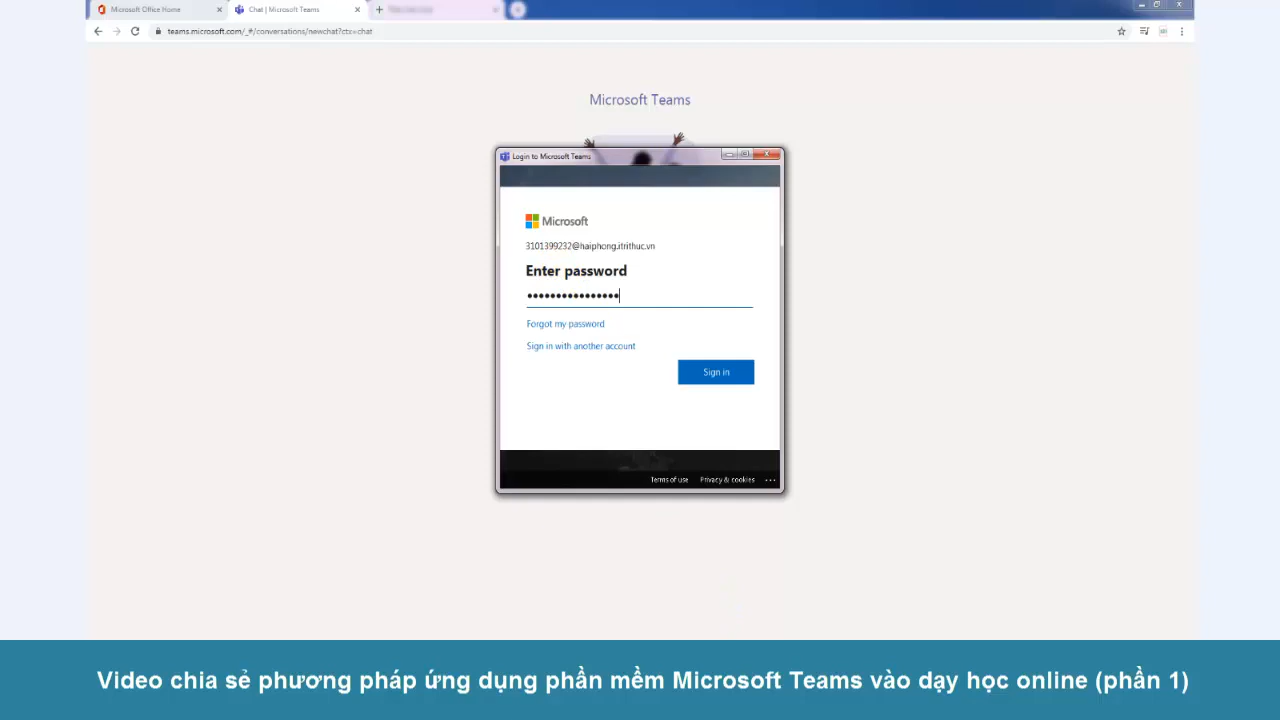 Microsoft Office Home
Chat | Microsoft Teams
teams.microsoft.com/_#/conversations/newchat?ctx=chat
Microsoft Teams
Login to Microsoft Teams
Microsoft
3101399232@haiphong.itrithuc.vn
Enter password
Forgot my password
Sign in with another account
Sign in
Terms of use Privacy & cookies
Video chia sẻ phương pháp ứng dụng phần mềm Microsoft Teams vào dạy học online (phần 1)